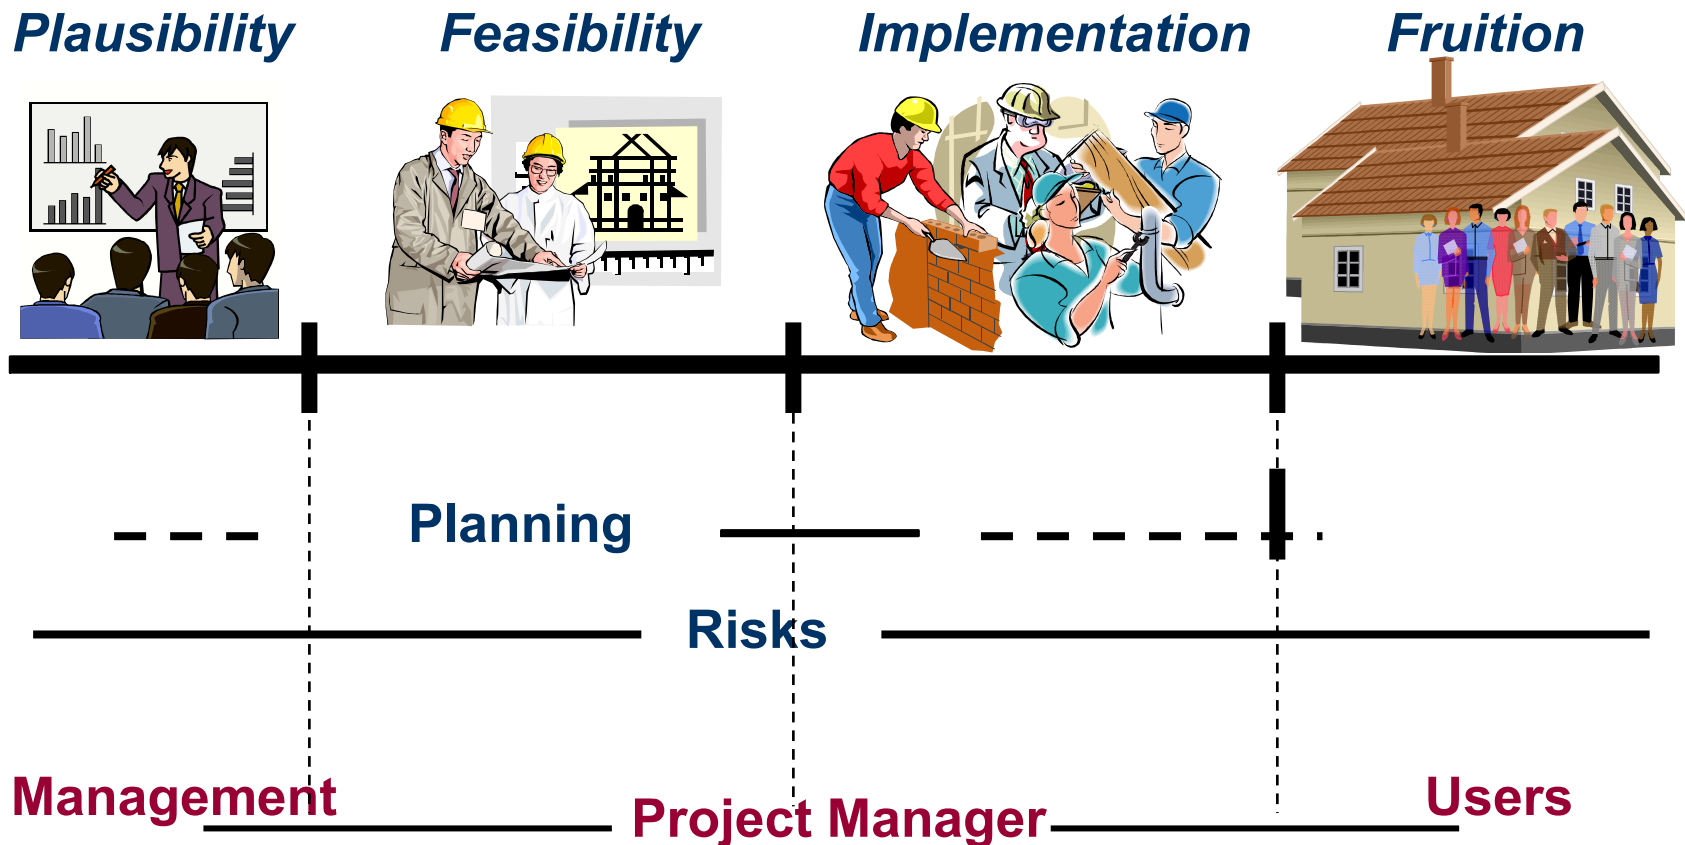 Plausibility Feasibility Implementation Fruition
Planning
Risks
Management Project Manager Users